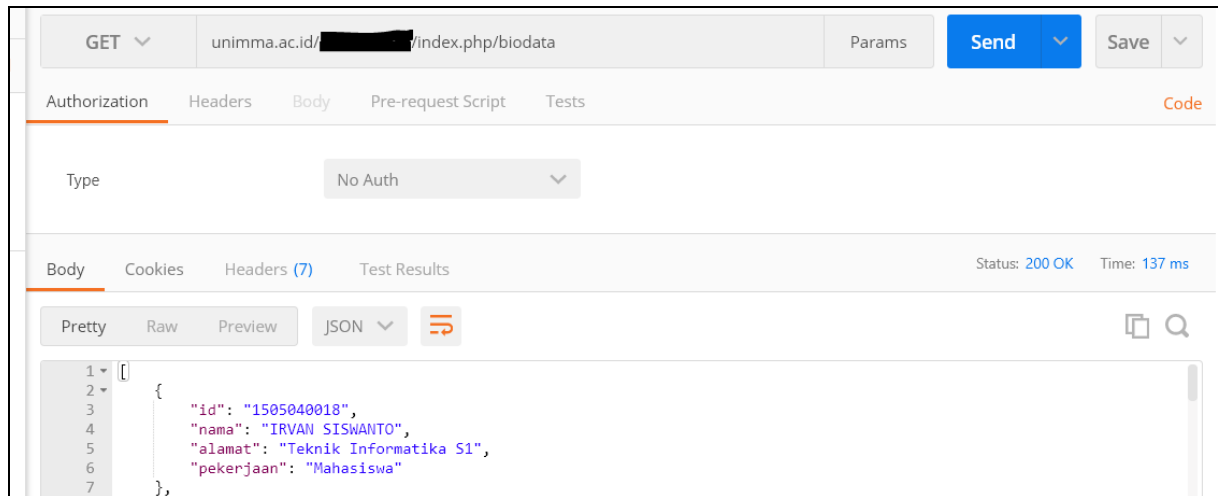 GET unimma.ac.id/ /index.php/biodata Params Send Save
Authorization Headers Body Pre-request Script Tests Code
Type No Auth
Body Cookies Headers (7) Test Results Status: 200 OK Time: 137 ms
Pretty Raw Preview JSON
1 [
2 {
3 "id": "1505040018",
4 "nama": "IRVAN SISWANTO",
5 "alamat": "Teknik Informatika S1",
6 "pekerjaan": "Mahasiswa"
7 },